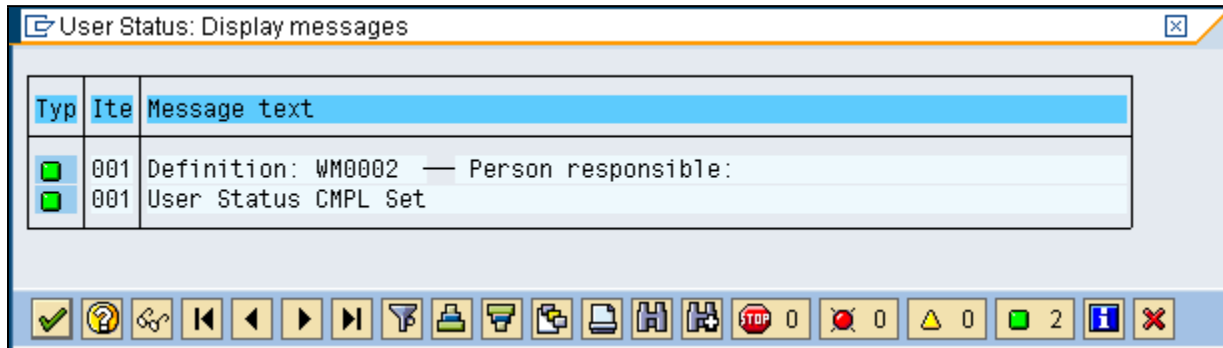 User Status: Display messages
Typ Ite Message text
001 Definition: WM0002 — Person responsible:
001 User Status CMPL Set
STOP 0 0 0 2